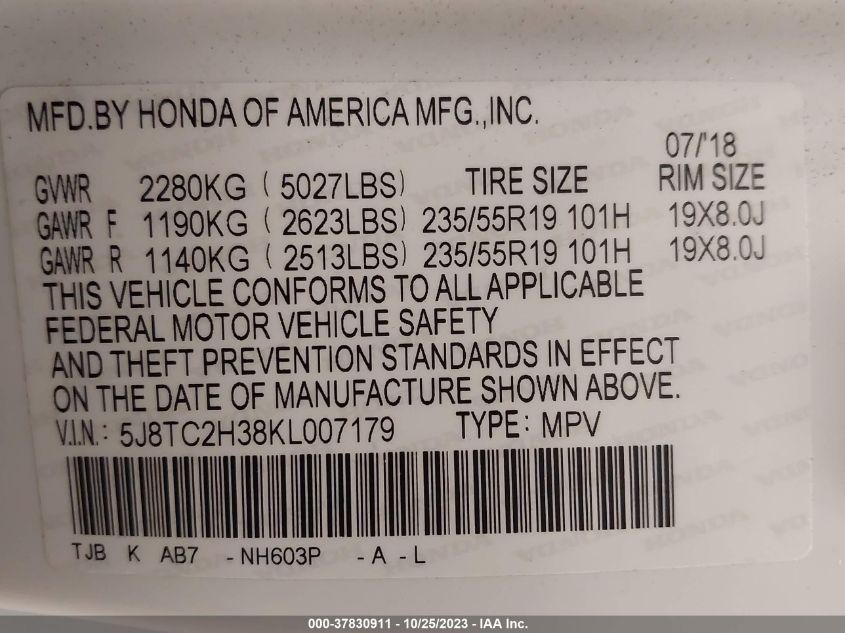 MFD.BY HONDA OF AMERICA MFG.,INC.
07/'18
GVWR 2280KG ( 5027LBS) TIRE SIZE RIM SIZE
GAWR F 1190KG ( 2623LBS) 235/55R19 101H 19X8.0J
GAWR R 1140KG ( 2513LBS) 235/55R19 101H 19X8.0J
THIS VEHICLE CONFORMS TO ALL APPLICABLE
FEDERAL MOTOR VEHICLE SAFETY
AND THEFT PREVENTION STANDARDS IN EFFECT
ON THE DATE OF MANUFACTURE SHOWN ABOVE.
V.I.N.: 5J8TC2H38KL007179 TYPE: MPV
TJB K AB7 -NH603P -A -L
000-37830911 - 10/25/2023 - IAA Inc.